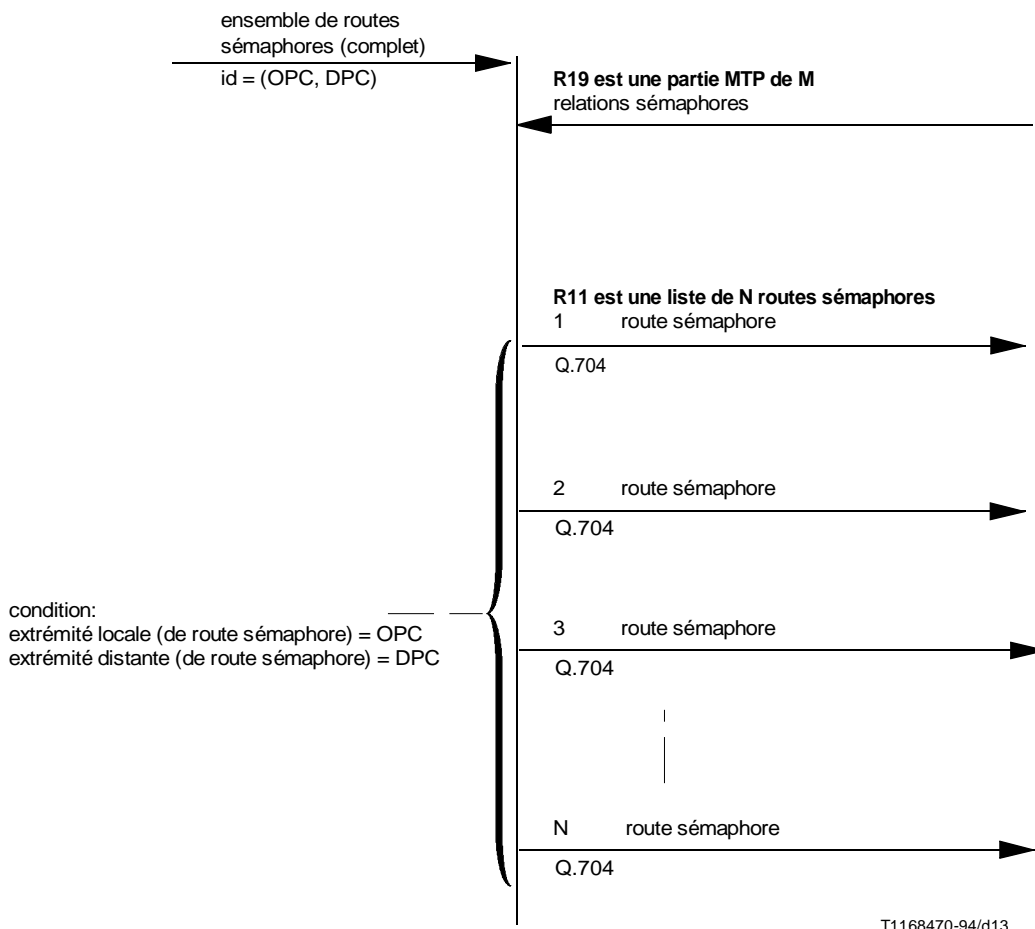 ensemble de routes
sémaphores (complet)
id = (OPC, DPC)
R19 est une partie MTP de M
relations sémaphores
R11 est une liste de N routes sémaphores
1 route sémaphore
Q.704
2 route sémaphore
Q.704
condition:
extrémité locale (de route sémaphore) = OPC
extrémité distante (de route sémaphore) = DPC
3 route sémaphore
Q.704
N route sémaphore
Q.704
T1168470-94/d13